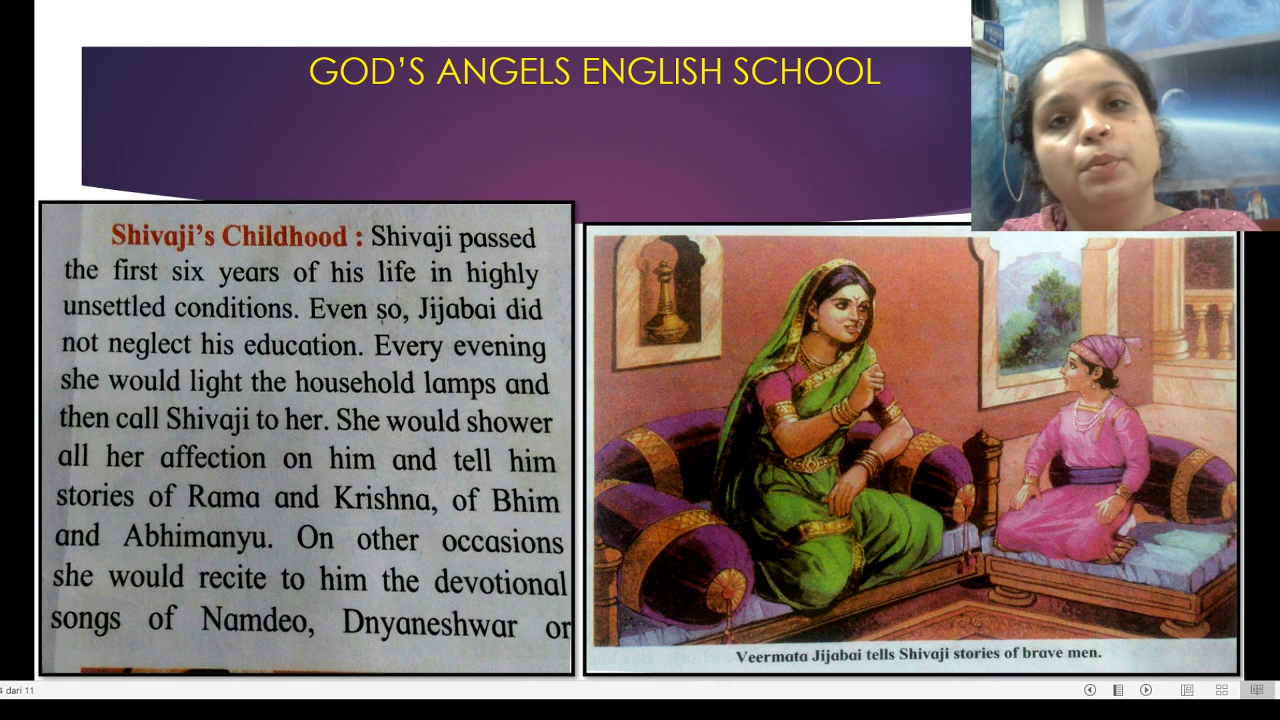 GOD'S ANGELS ENGLISH SCHOOL
Shivaji's Childhood : Shivaji passed
the first six years of his life in highly
unsettled conditions. Even so, Jijabai did
not neglect his education. Every evening
she would light the household lamps and
then call Shivaji to her. She would shower
all her affection on him and tell him
stories of Rama and Krishna, of Bhim
and Abhimanyu. On other occasions
she would recite to him the devotional
songs of Namdeo, Dnyaneshwar or
Veermata Jijabai tells Shivaji stories of brave men.
4 dari 11